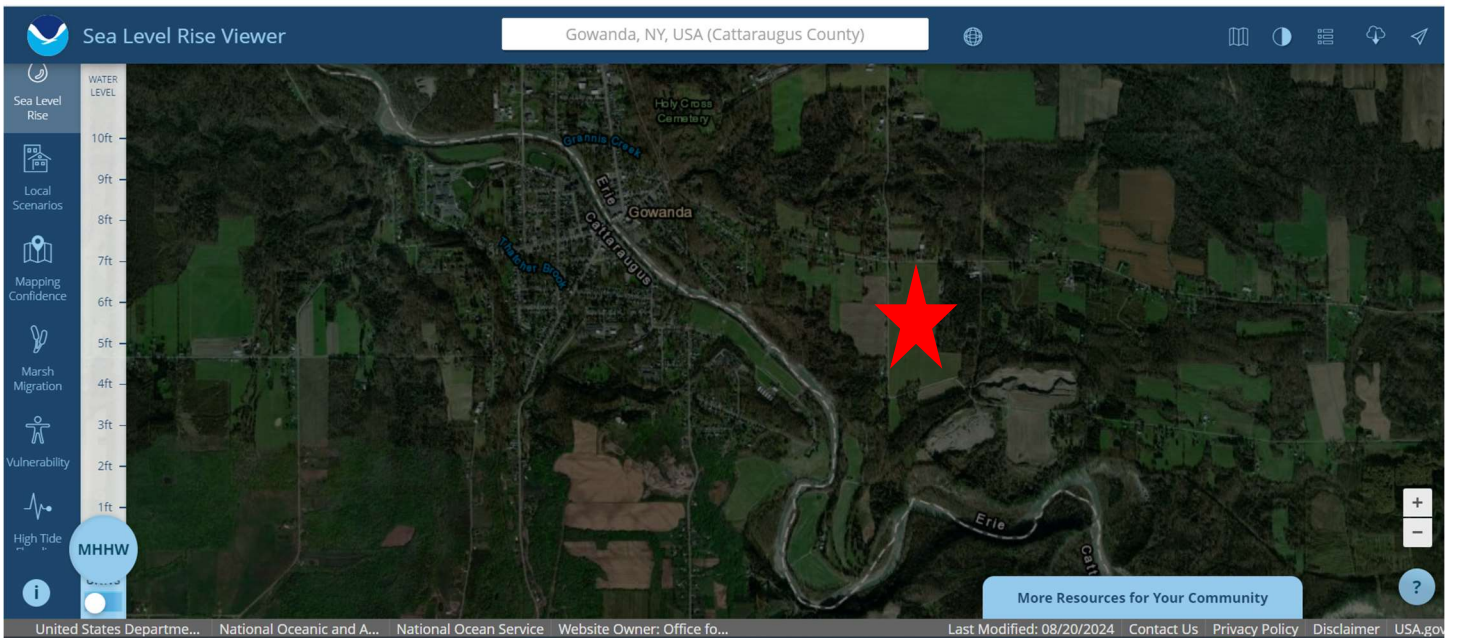 Sea Level Rise Viewer
Gowanda, NY, USA (Cattaraugus County)
Sea Level
Rise
Local
Scenarios
Mapping
Confidence
Marsh
Migration
Vulnerability
High Tide
WATER
LEVEL
10ft
9ft
8ft
7ft
6ft
5ft
4ft
3ft
2ft
1ft
MHHW
i
Holy Cross
Cemetery
Grannis Creek
Erie
Gowanda
Cattaraugus
Thatcher Brook
Erie
Catt
+
−
More Resources for Your Community
?
United States Departme... National Oceanic and A... National Ocean Service Website Owner: Office fo... Last Modified: 08/20/2024 Contact Us Privacy Policy Disclaimer USA.gov